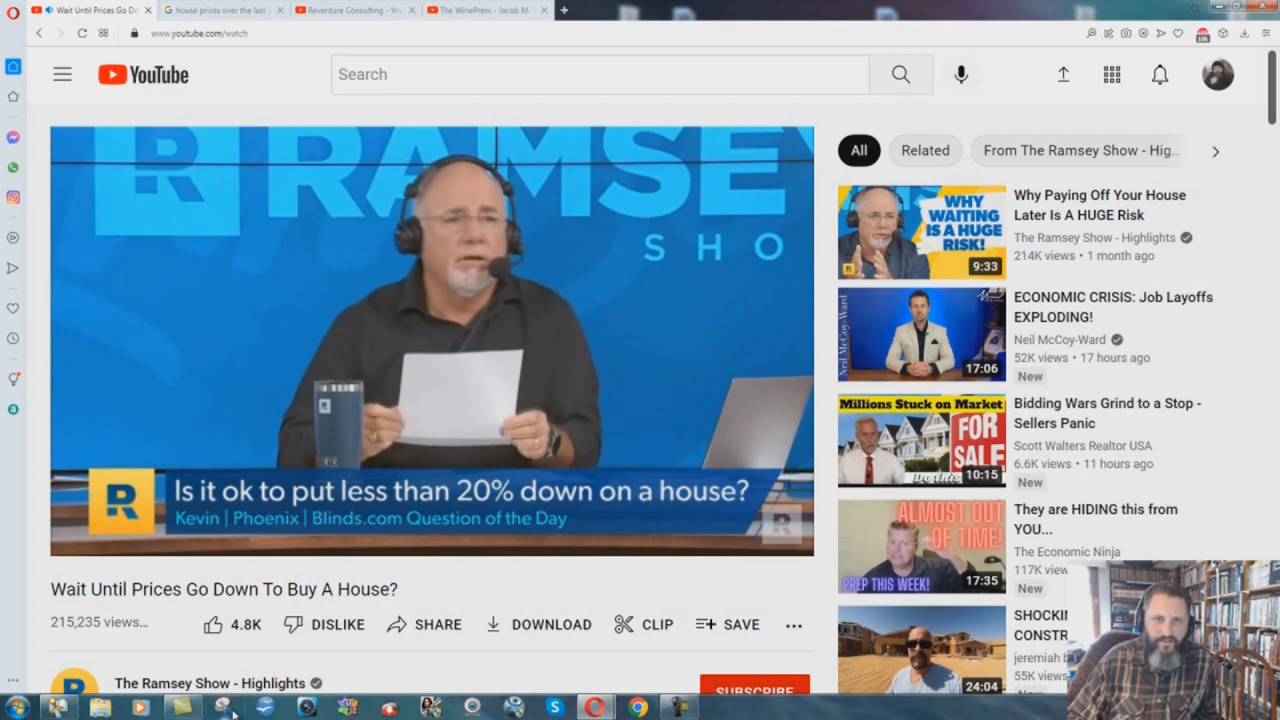 Wait Until Prices Go Do
house prices over the last
Reventure Consulting - Yo
The WinePress - Jacob M.
www.youtube.com/watch
106
YouTube
Search
RAMSEY
SHO
R
Is it ok to put less than 20% down on a house?
Kevin | Phoenix | Blinds.com Question of the Day
Wait Until Prices Go Down To Buy A House?
215,235 views...
4.8K
DISLIKE
SHARE
DOWNLOAD
CLIP
SAVE
The Ramsey Show - Highlights
SUBSCRIBE
All
Related
From The Ramsey Show - Hig...
WHY
WAITING
IS A HUGE
RISK!
9:33
Why Paying Off Your House
Later Is A HUGE Risk
The Ramsey Show - Highlights
214K views • 1 month ago
Neil McCoy-Ward
17:06
ECONOMIC CRISIS: Job Layoffs
EXPLODING!
Neil McCoy-Ward
52K views • 17 hours ago
New
Millions Stuck on Market
FOR
SALE
Do this
10:15
Bidding Wars Grind to a Stop -
Sellers Panic
Scott Walters Realtor USA
6.6K views • 11 hours ago
New
ALMOST OUT
OF TIME!
PREP THIS WEEK!
17:35
They are HIDING this from
YOU...
The Economic Ninja
117K view
New
24:04
SHOCKI
CONSTR
jeremiah b
55K views